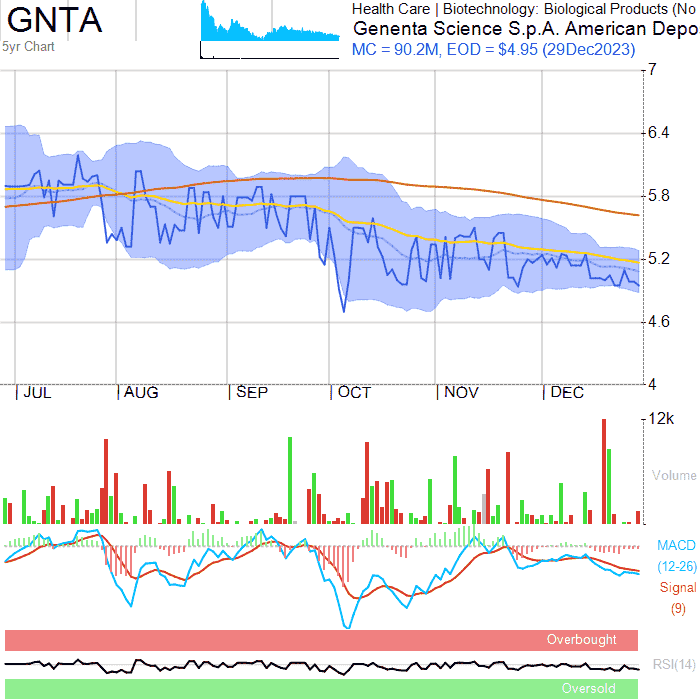 GNTA
5yr Chart
Health Care | Biotechnology: Biological Products (No
Genenta Science S.p.A. American Depo
MC = 90.2M, EOD = $4.95 (29Dec2023)
7
6.4
5.8
5.2
4.6
4
| JUL | AUG | SEP | OCT | NOV | DEC
12k
Volume
MACD
(12-26)
Signal
(9)
Overbought
RSI(14)
Oversold